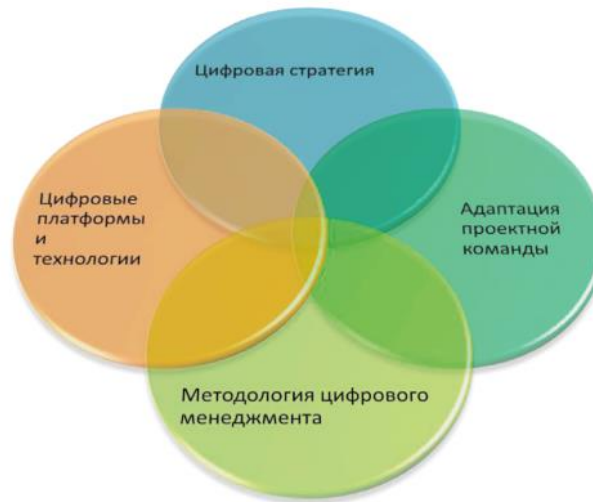 Цифровая стратегия
Цифровые
платформы
и
технологии
Адаптация
проектной
команды
Методология цифрового
менеджмента